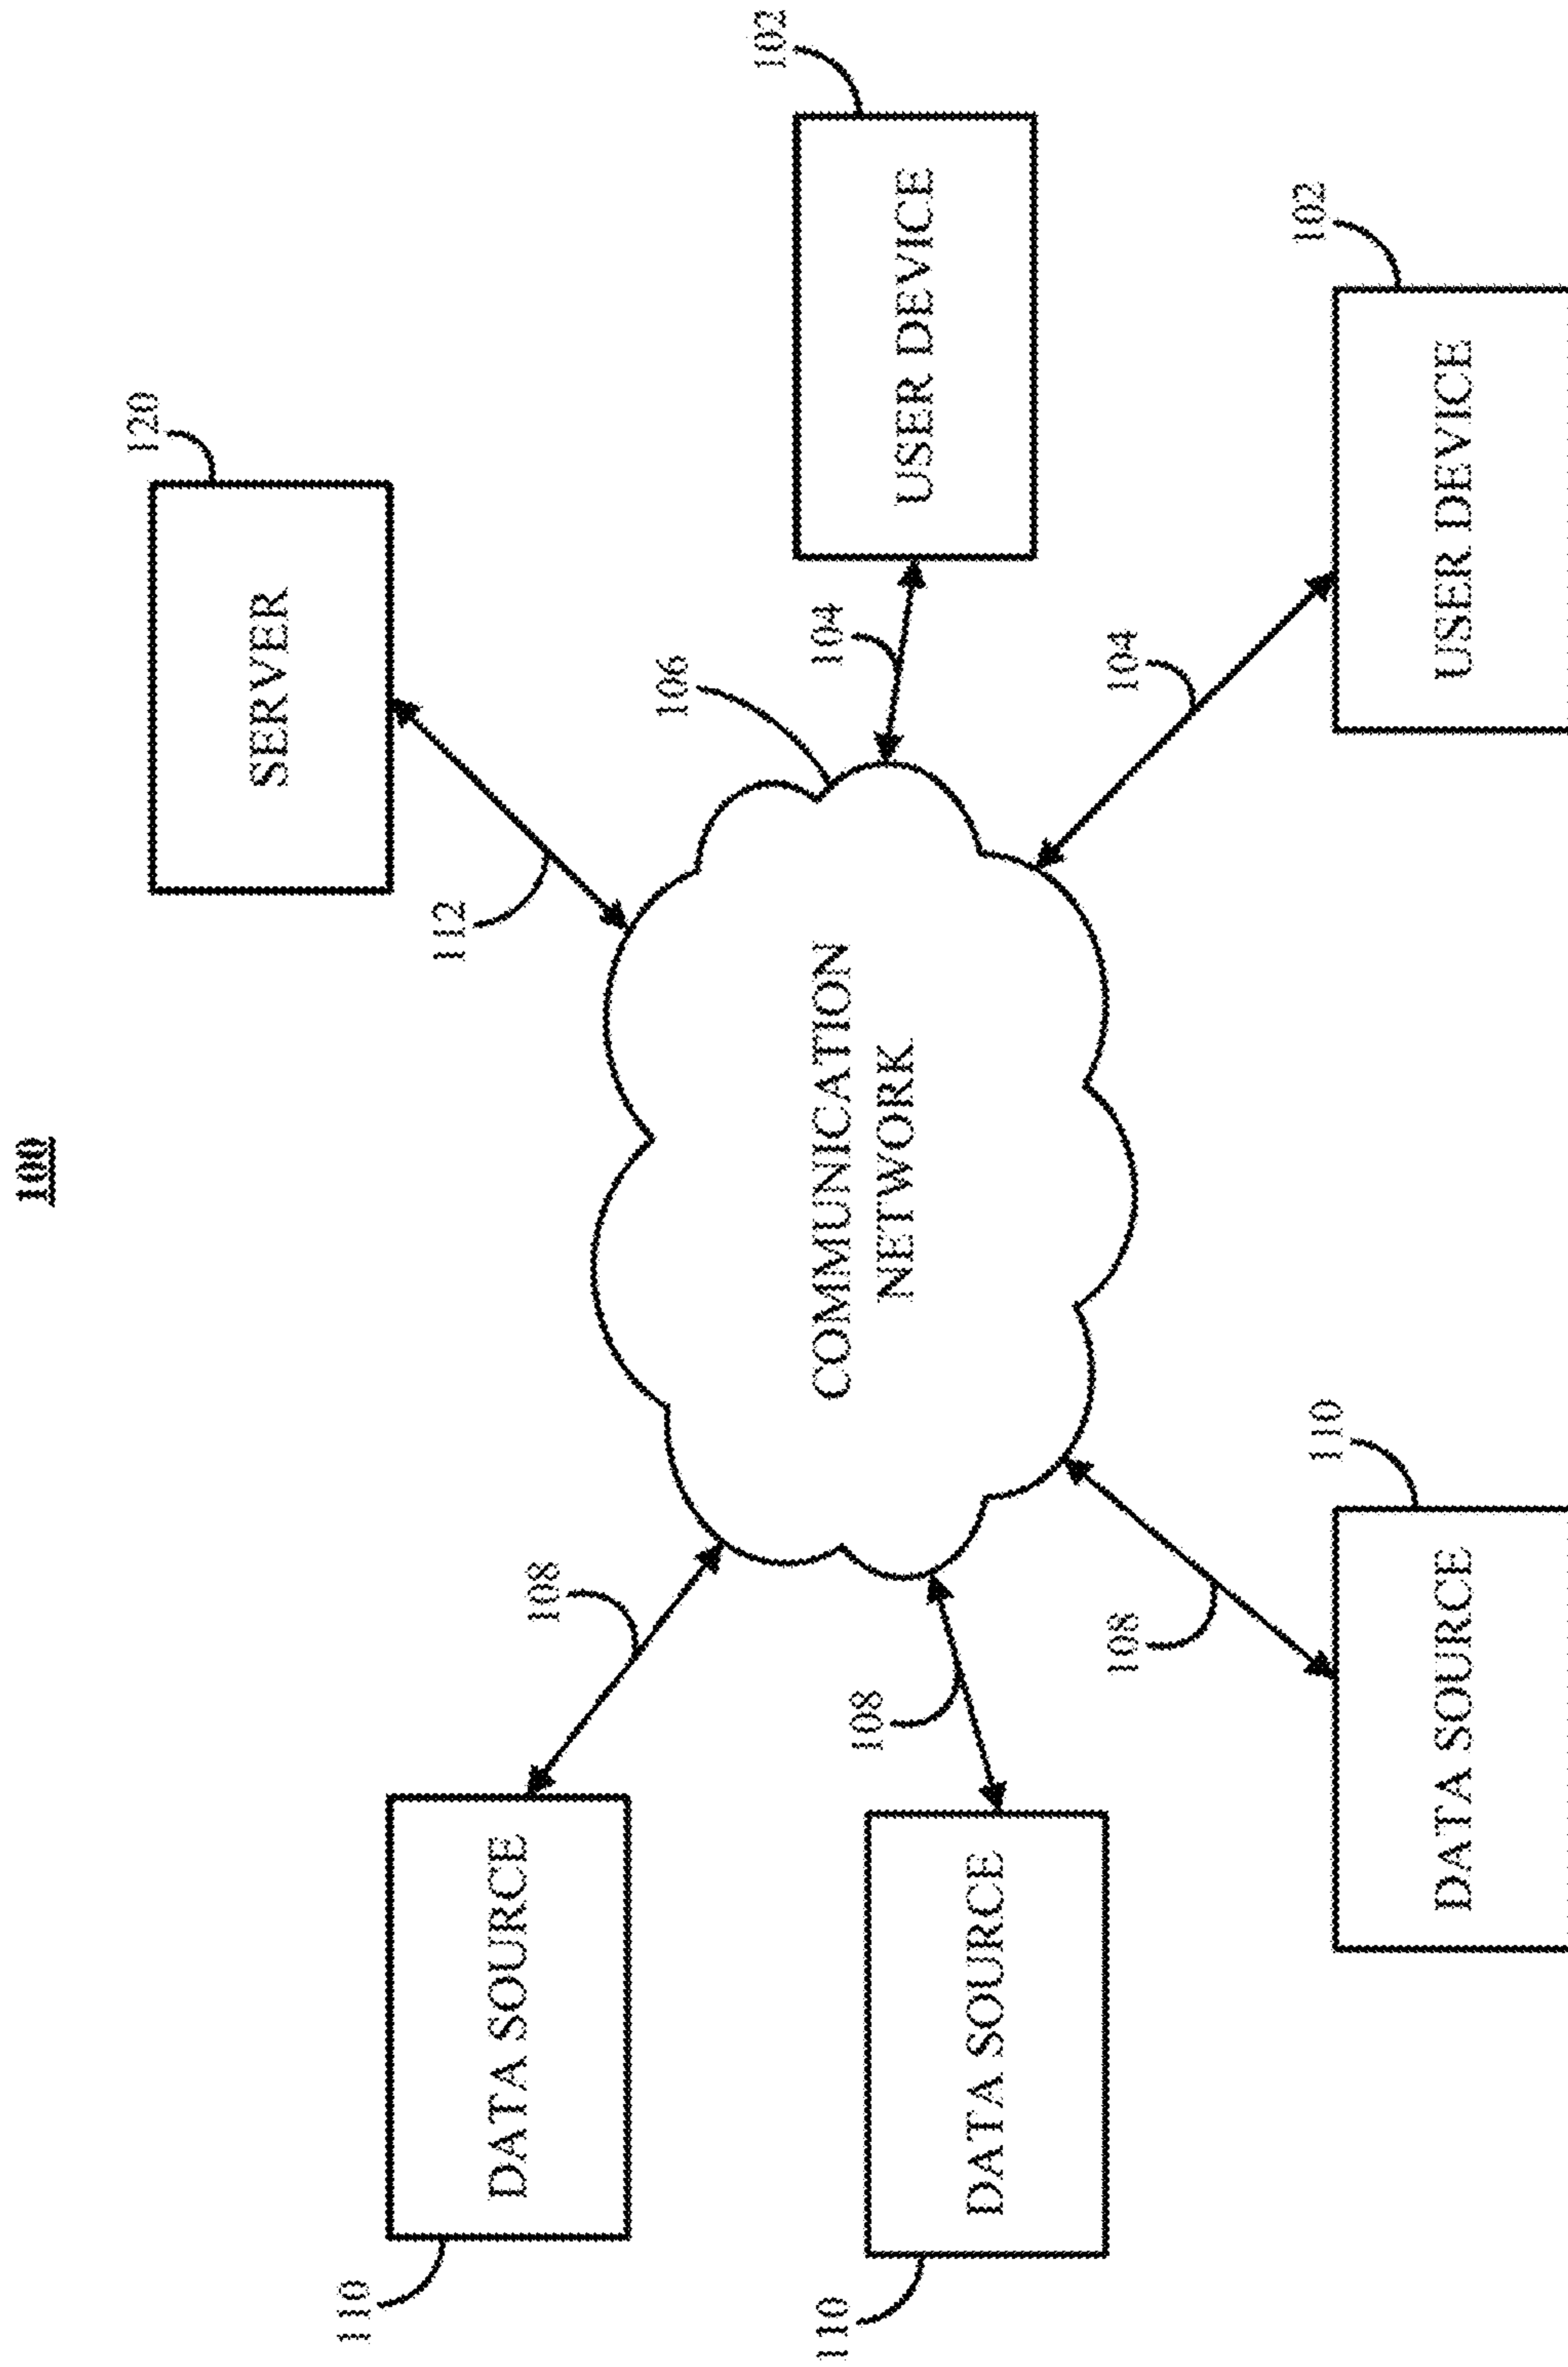 100
120
SERVER
112
110
DATA SOURCE
108
106
COMMUNICATION
NETWORK
102
USER DEVICE
104
110
DATA SOURCE
108
104
102
USER DEVICE
108
110
DATA SOURCE